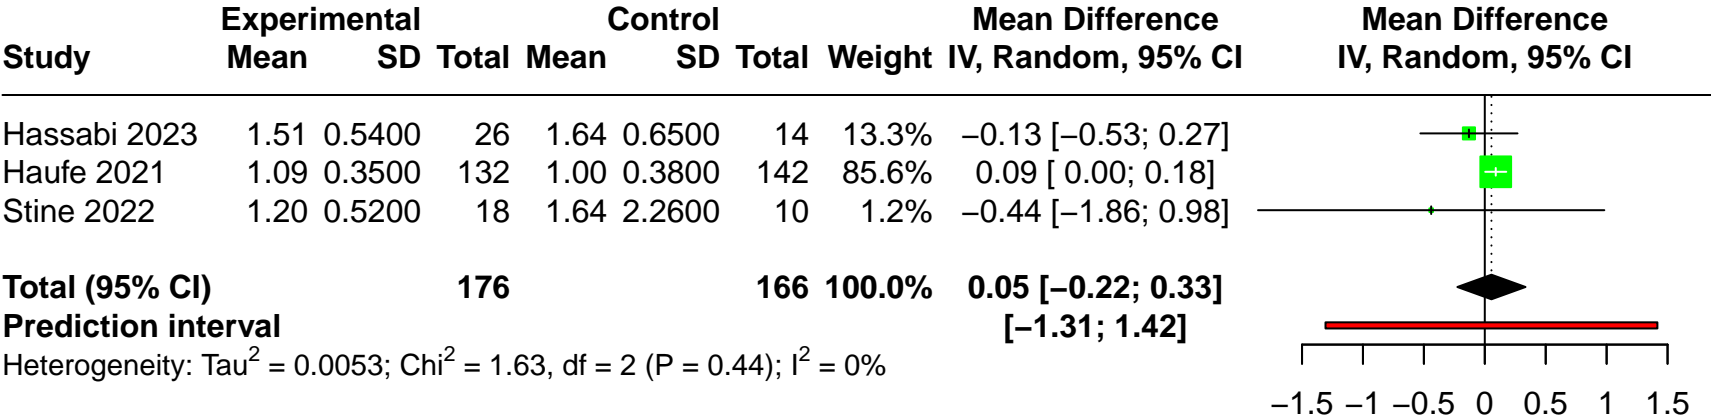 Experimental Control Mean Difference Mean Difference
Study Mean SD Total Mean SD Total Weight IV, Random, 95% CI IV, Random, 95% CI
Hassabi 2023 1.51 0.5400 26 1.64 0.6500 14 13.3% −0.13 [−0.53; 0.27]
Haufe 2021 1.09 0.3500 132 1.00 0.3800 142 85.6% 0.09 [ 0.00; 0.18]
Stine 2022 1.20 0.5200 18 1.64 2.2600 10 1.2% −0.44 [−1.86; 0.98]
Total (95% CI) 176 166 100.0% 0.05 [−0.22; 0.33]
Prediction interval [−1.31; 1.42]
Heterogeneity: Tau² = 0.0053; Chi² = 1.63, df = 2 (P = 0.44); I² = 0%
−1.5 −1 −0.5 0 0.5 1 1.5